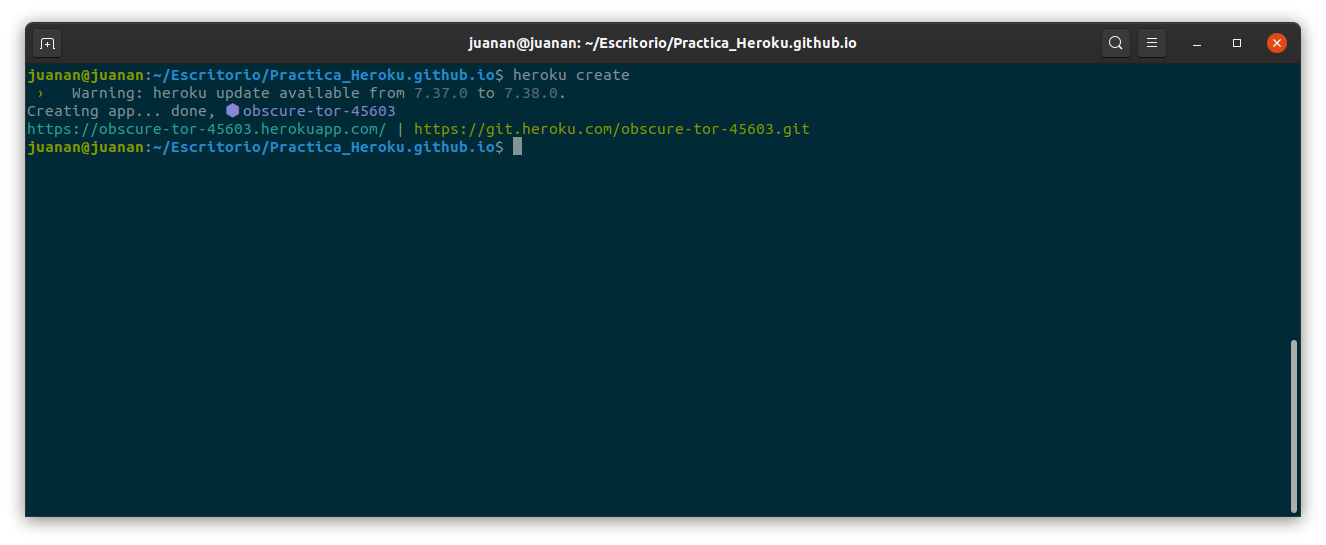 juanan@juanan: ~/Escritorio/Practica_Heroku.github.io
juanan@juanan:~/Escritorio/Practica_Heroku.github.io$ heroku create
›   Warning: heroku update available from 7.37.0 to 7.38.0.
Creating app... done, ⬢ obscure-tor-45603
https://obscure-tor-45603.herokuapp.com/ | https://git.heroku.com/obscure-tor-45603.git
juanan@juanan:~/Escritorio/Practica_Heroku.github.io$